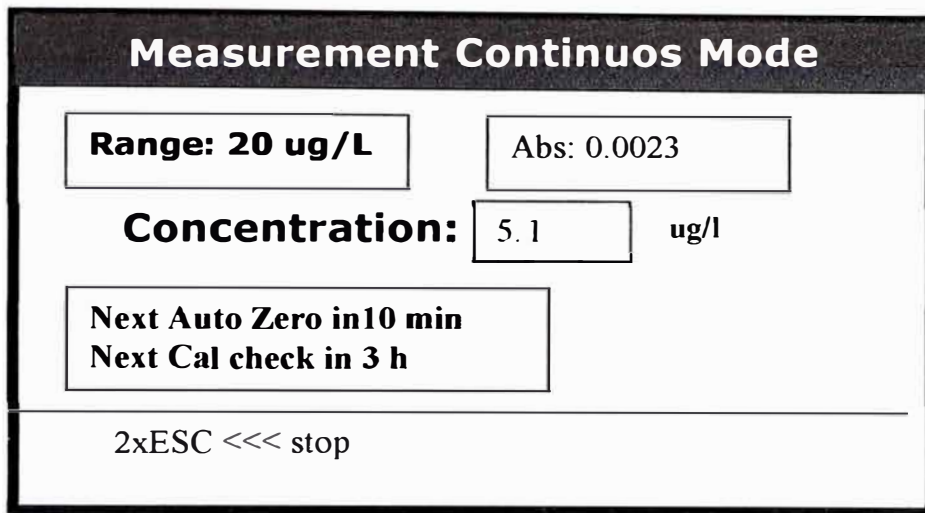 Measurement Continuos Mode
Range: 20 ug/L
Abs: 0.0023
Concentration: 5.1 ug/l
Next Auto Zero in10 min
Next Cal check in 3 h
2xESC <<< stop